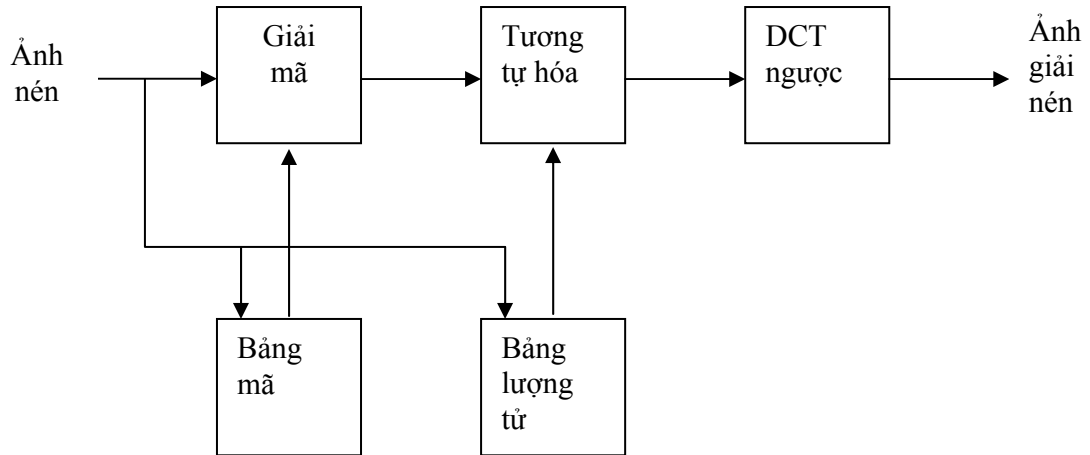 Ảnh
nén
Giải
mã
Tương
tự hóa
DCT
ngược
Ảnh
giải
nén
Bảng
mã
Bảng
lượng
tử